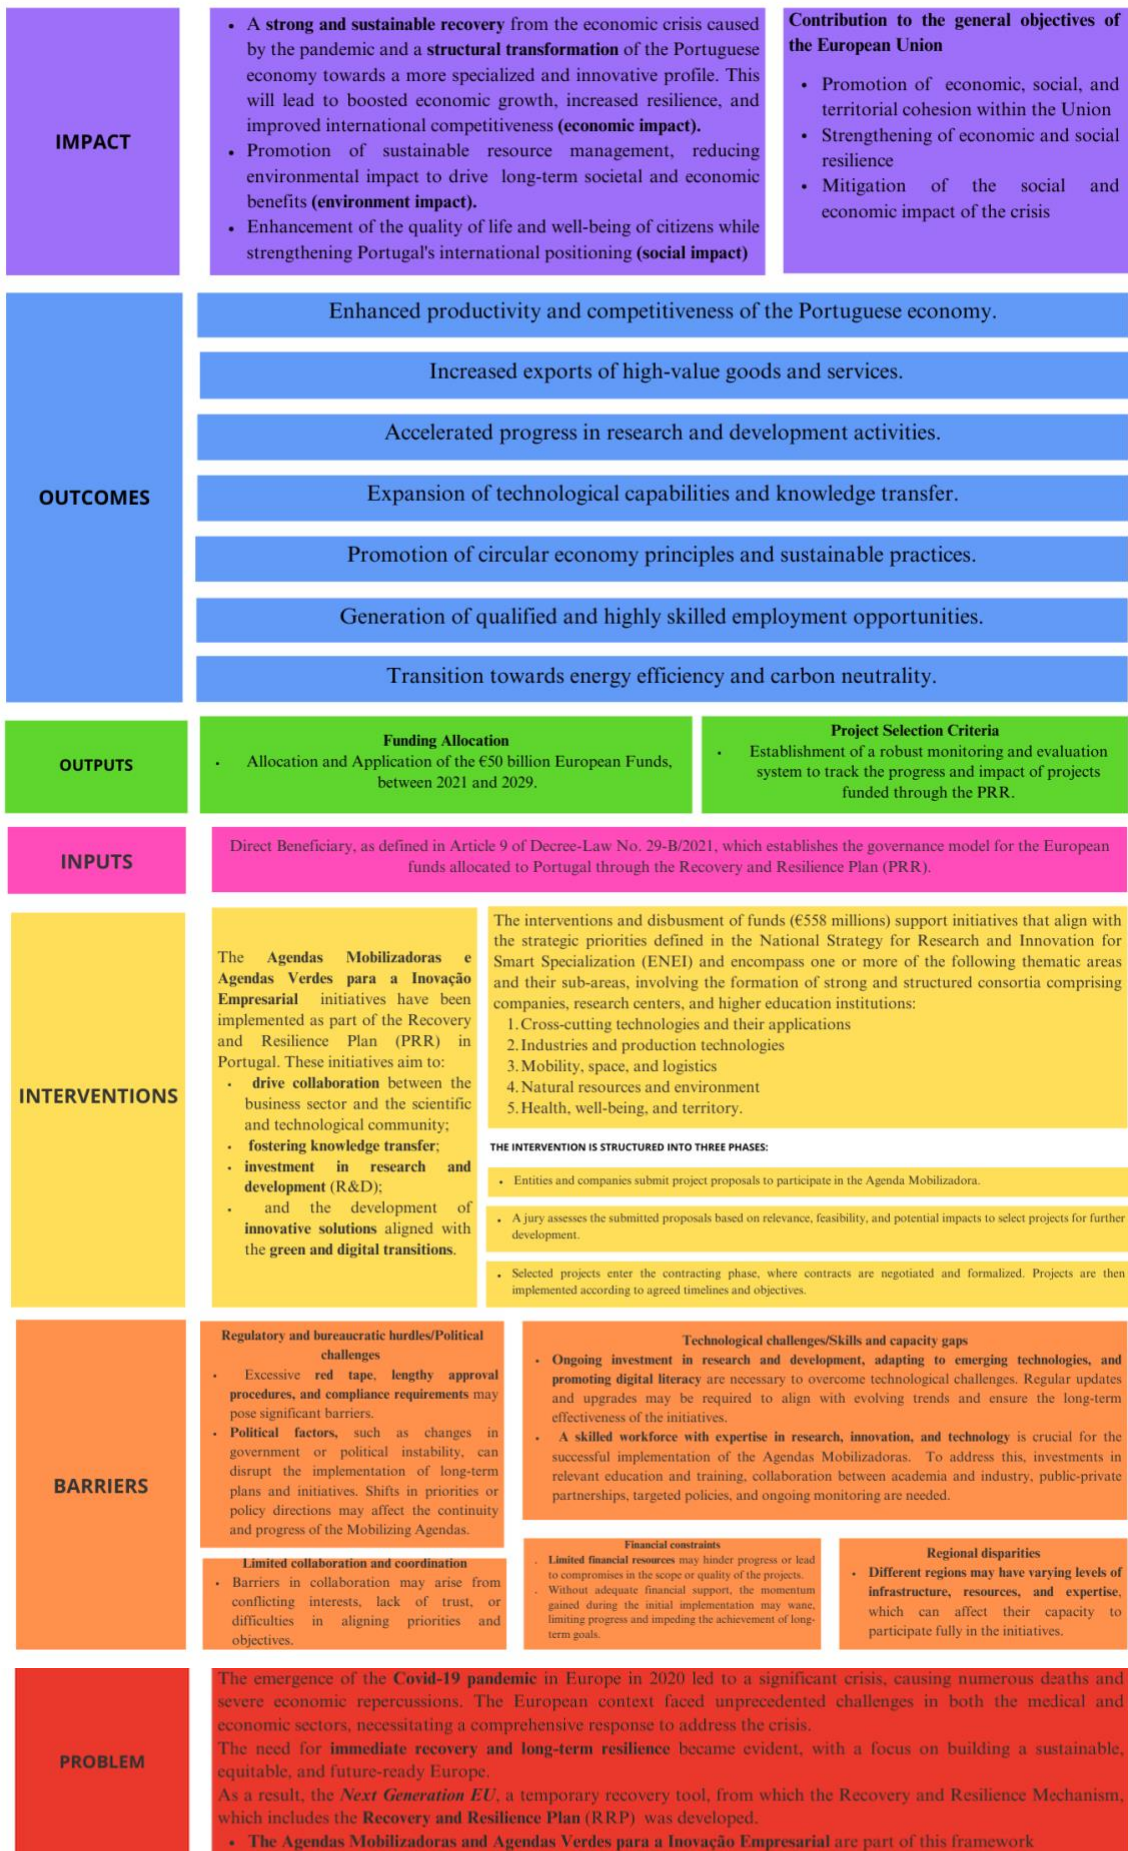 IMPACT
• A strong and sustainable recovery from the economic crisis caused
by the pandemic and a structural transformation of the Portuguese
economy towards a more specialized and innovative profile. This
will lead to boosted economic growth, increased resilience, and
improved international competitiveness (economic impact).
• Promotion of sustainable resource management, reducing
environmental impact to drive long-term societal and economic
benefits (environment impact).
• Enhancement of the quality of life and well-being of citizens while
strengthening Portugal's international positioning (social impact)
Contribution to the general objectives of
the European Union
• Promotion of economic, social, and
territorial cohesion within the Union
• Strengthening of economic and social
resilience
• Mitigation of the social and
economic impact of the crisis
OUTCOMES
Enhanced productivity and competitiveness of the Portuguese economy.
Increased exports of high-value goods and services.
Accelerated progress in research and development activities.
Expansion of technological capabilities and knowledge transfer.
Promotion of circular economy principles and sustainable practices.
Generation of qualified and highly skilled employment opportunities.
Transition towards energy efficiency and carbon neutrality.
OUTPUTS
Funding Allocation
• Allocation and Application of the €50 billion European Funds,
between 2021 and 2029.
Project Selection Criteria
• Establishment of a robust monitoring and evaluation
system to track the progress and impact of projects
funded through the PRR.
INPUTS
Direct Beneficiary, as defined in Article 9 of Decree-Law No. 29-B/2021, which establishes the governance model for the European
funds allocated to Portugal through the Recovery and Resilience Plan (PRR).
INTERVENTIONS
The Agendas Mobilizadoras e
Agendas Verdes para a Inovação
Empresarial initiatives have been
implemented as part of the Recovery
and Resilience Plan (PRR) in
Portugal. These initiatives aim to:
• drive collaboration between the
business sector and the scientific
and technological community;
• fostering knowledge transfer;
• investment in research and
development (R&D);
• and the development of
innovative solutions aligned with
the green and digital transitions.
The interventions and disbusment of funds (€558 millions) support initiatives that align with
the strategic priorities defined in the National Strategy for Research and Innovation for
Smart Specialization (ENEI) and encompass one or more of the following thematic areas
and their sub-areas, involving the formation of strong and structured consortia comprising
companies, research centers, and higher education institutions:
1. Cross-cutting technologies and their applications
2. Industries and production technologies
3. Mobility, space, and logistics
4. Natural resources and environment
5. Health, well-being, and territory.
THE INTERVENTION IS STRUCTURED INTO THREE PHASES:
• Entities and companies submit project proposals to participate in the Agenda Mobilizadora.
• A jury assesses the submitted proposals based on relevance, feasibility, and potential impacts to select projects for further
development.
• Selected projects enter the contracting phase, where contracts are negotiated and formalized. Projects are then
implemented according to agreed timelines and objectives.
BARRIERS
Regulatory and bureaucratic hurdles/Political
challenges
• Excessive red tape, lengthy approval
procedures, and compliance requirements may
pose significant barriers.
• Political factors, such as changes in
government or political instability, can
disrupt the implementation of long-term
plans and initiatives. Shifts in priorities or
policy directions may affect the continuity
and progress of the Mobilizing Agendas.
Technological challenges/Skills and capacity gaps
• Ongoing investment in research and development, adapting to emerging technologies, and
promoting digital literacy are necessary to overcome technological challenges. Regular updates
and upgrades may be required to align with evolving trends and ensure the long-term
effectiveness of the initiatives.
• A skilled workforce with expertise in research, innovation, and technology is crucial for the
successful implementation of the Agendas Mobilizadoras. To address this, investments in
relevant education and training, collaboration between academia and industry, public-private
partnerships, targeted policies, and ongoing monitoring are needed.
Limited collaboration and coordination
• Barriers in collaboration may arise from
conflicting interests, lack of trust, or
difficulties in aligning priorities and
objectives.
Financial constraints
. Limited financial resources may hinder progress or lead
to compromises in the scope or quality of the projects.
. Without adequate financial support, the momentum
gained during the initial implementation may wane,
limiting progress and impeding the achievement of long-
term goals.
Regional disparities
• Different regions may have varying levels of
infrastructure, resources, and expertise,
which can affect their capacity to
participate fully in the initiatives.
PROBLEM
The emergence of the Covid-19 pandemic in Europe in 2020 led to a significant crisis, causing numerous deaths and
severe economic repercussions. The European context faced unprecedented challenges in both the medical and
economic sectors, necessitating a comprehensive response to address the crisis.
The need for immediate recovery and long-term resilience became evident, with a focus on building a sustainable,
equitable, and future-ready Europe.
As a result, the Next Generation EU, a temporary recovery tool, from which the Recovery and Resilience Mechanism,
which includes the Recovery and Resilience Plan (RRP) was developed.
• The Agendas Mobilizadoras and Agendas Verdes para a Inovação Empresarial are part of this framework